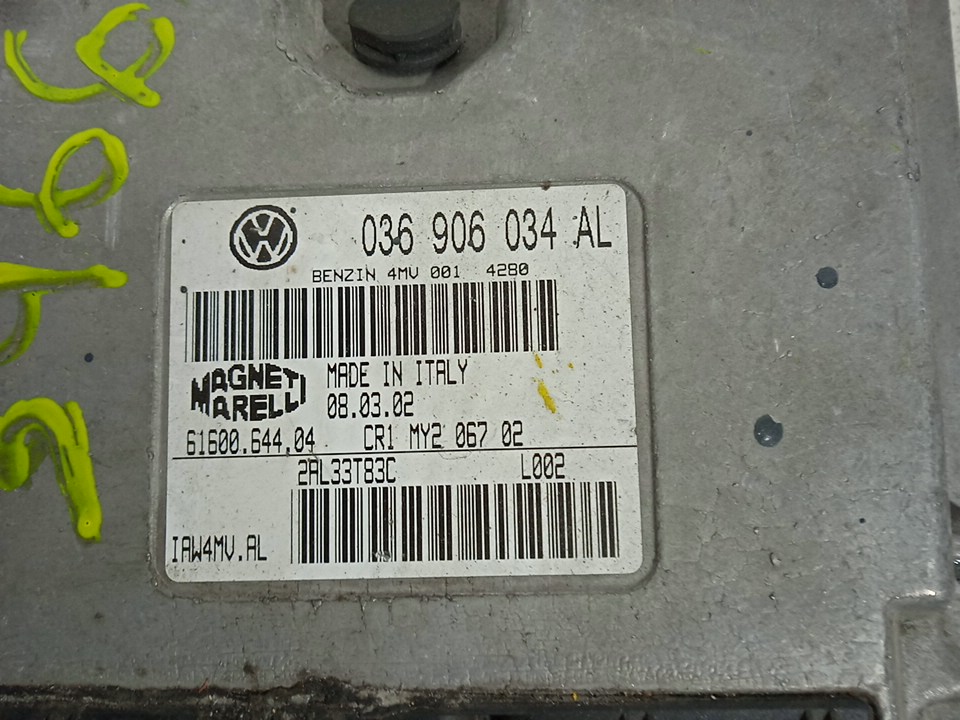 036 906 034 AL
BENZIN 4MV 001 4280
MAGNETI MARELLI
MADE IN ITALY
08.03.02
61600.644.04 CR1 MY2 067 02
2AL33T83C L002
IAW4MV.AL